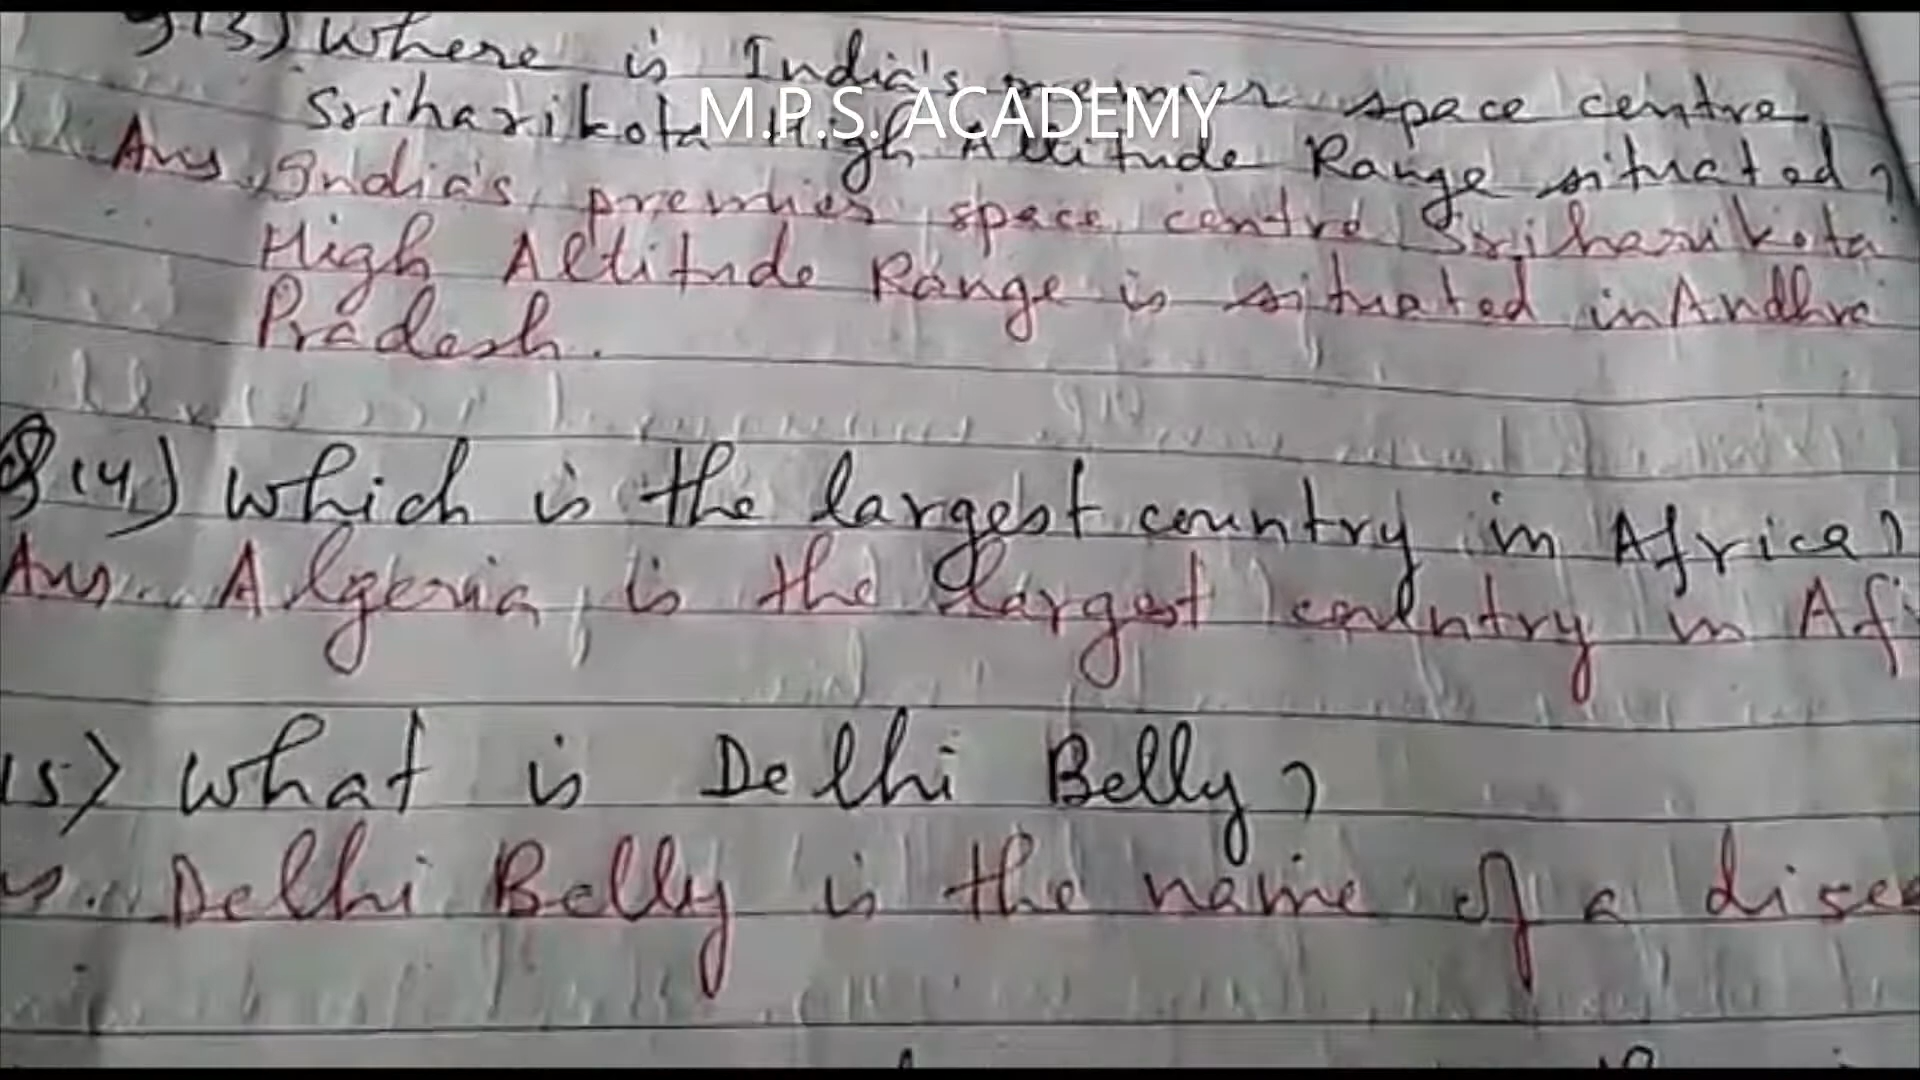 Q13) Where is India's premier space centre
Sriharikota High Altitude Range situated?
M.P.S. ACADEMY
Ans. India's premier space centre Sriharikota
High Altitude Range is situated in Andhra
Pradesh.
Q14) Which is the largest country in Africa?
Ans. Algeria is the largest country in Af
15) What is Delhi Belly?
s. Delhi Belly is the name of a disea